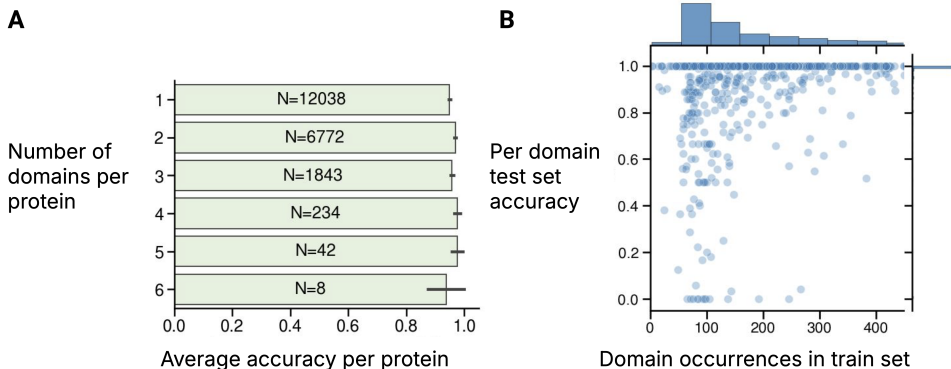 A
Number of
domains per
protein
1
2
3
4
5
6
N=12038
N=6772
N=1843
N=234
N=42
N=8
0.0 0.2 0.4 0.6 0.8 1.0
Average accuracy per protein
B
Per domain
test set
accuracy
1.0
0.8
0.6
0.4
0.2
0.0
0 100 200 300 400
Domain occurrences in train set